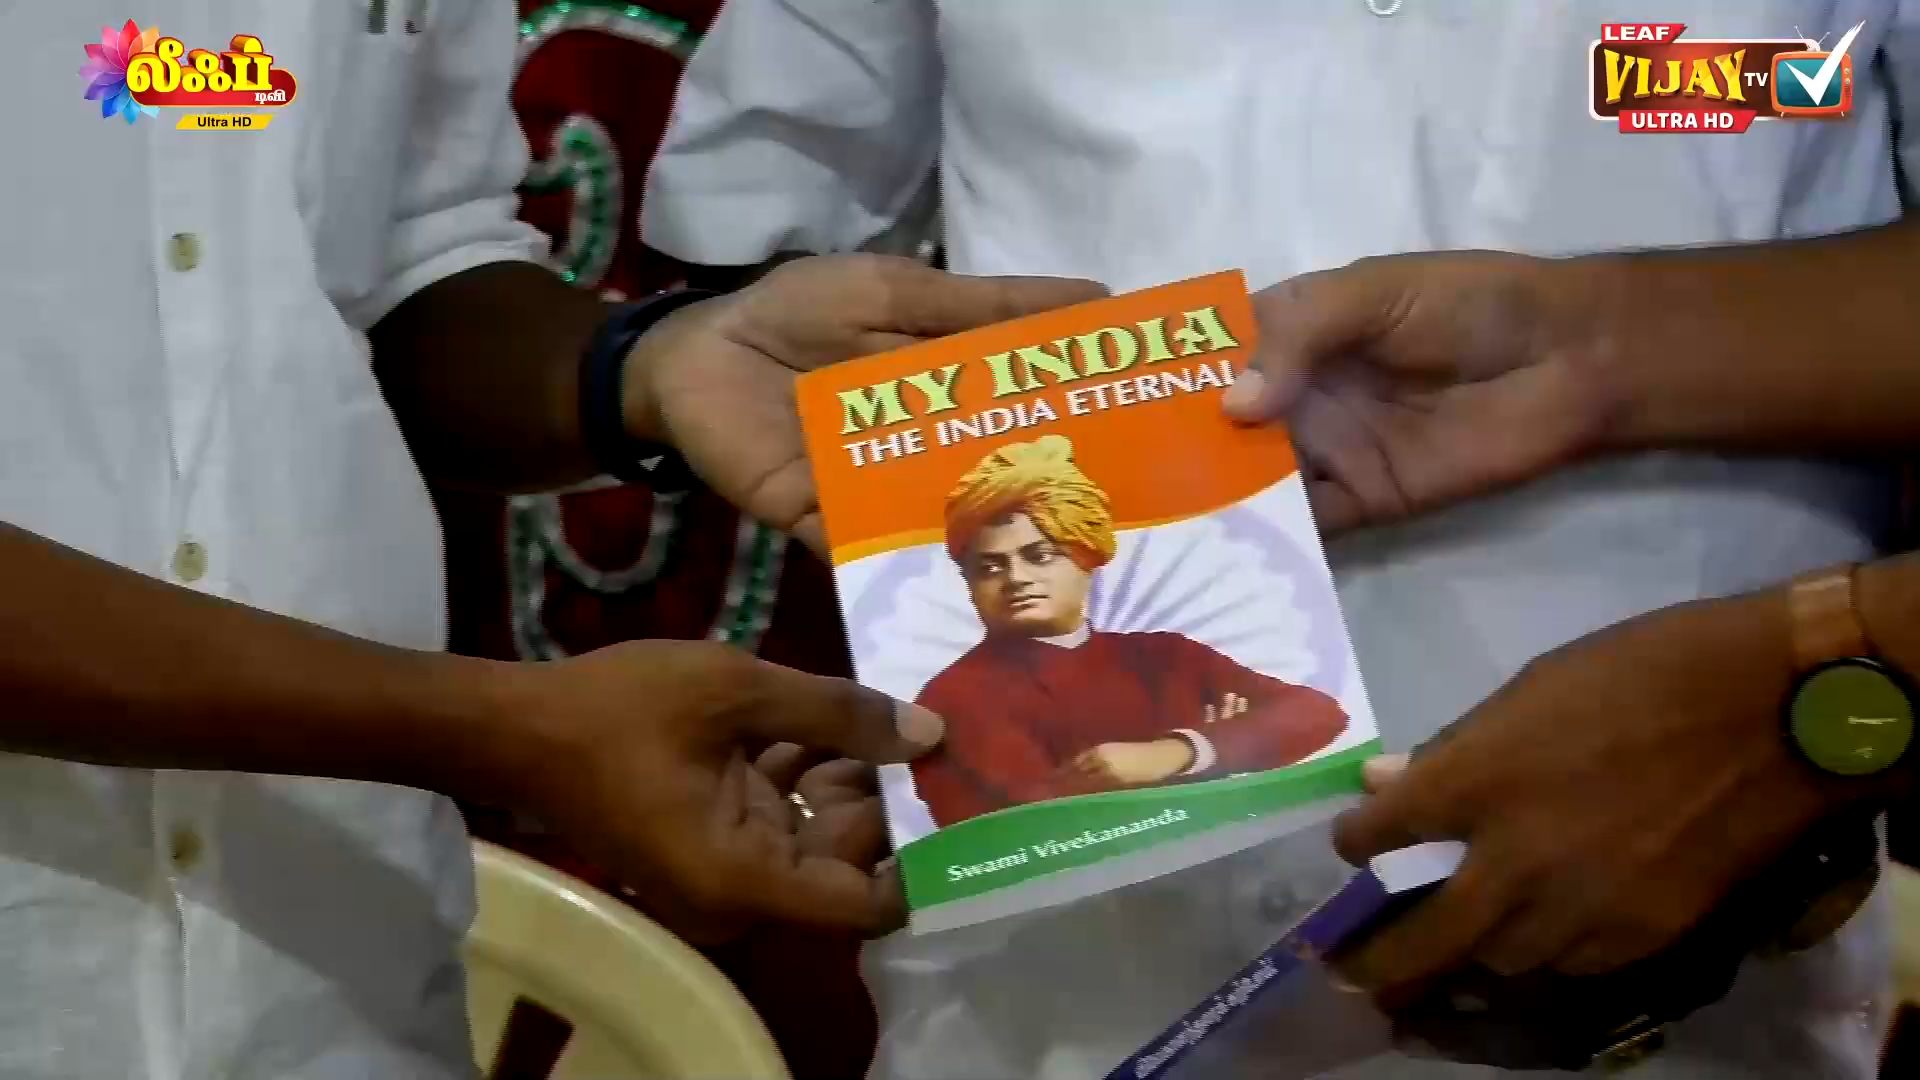 லீஃப்
டிவி
Ultra HD
LEAF
VIJAY TV
ULTRA HD
MY INDIA
THE INDIA ETERNAL
Swami Vivekananda